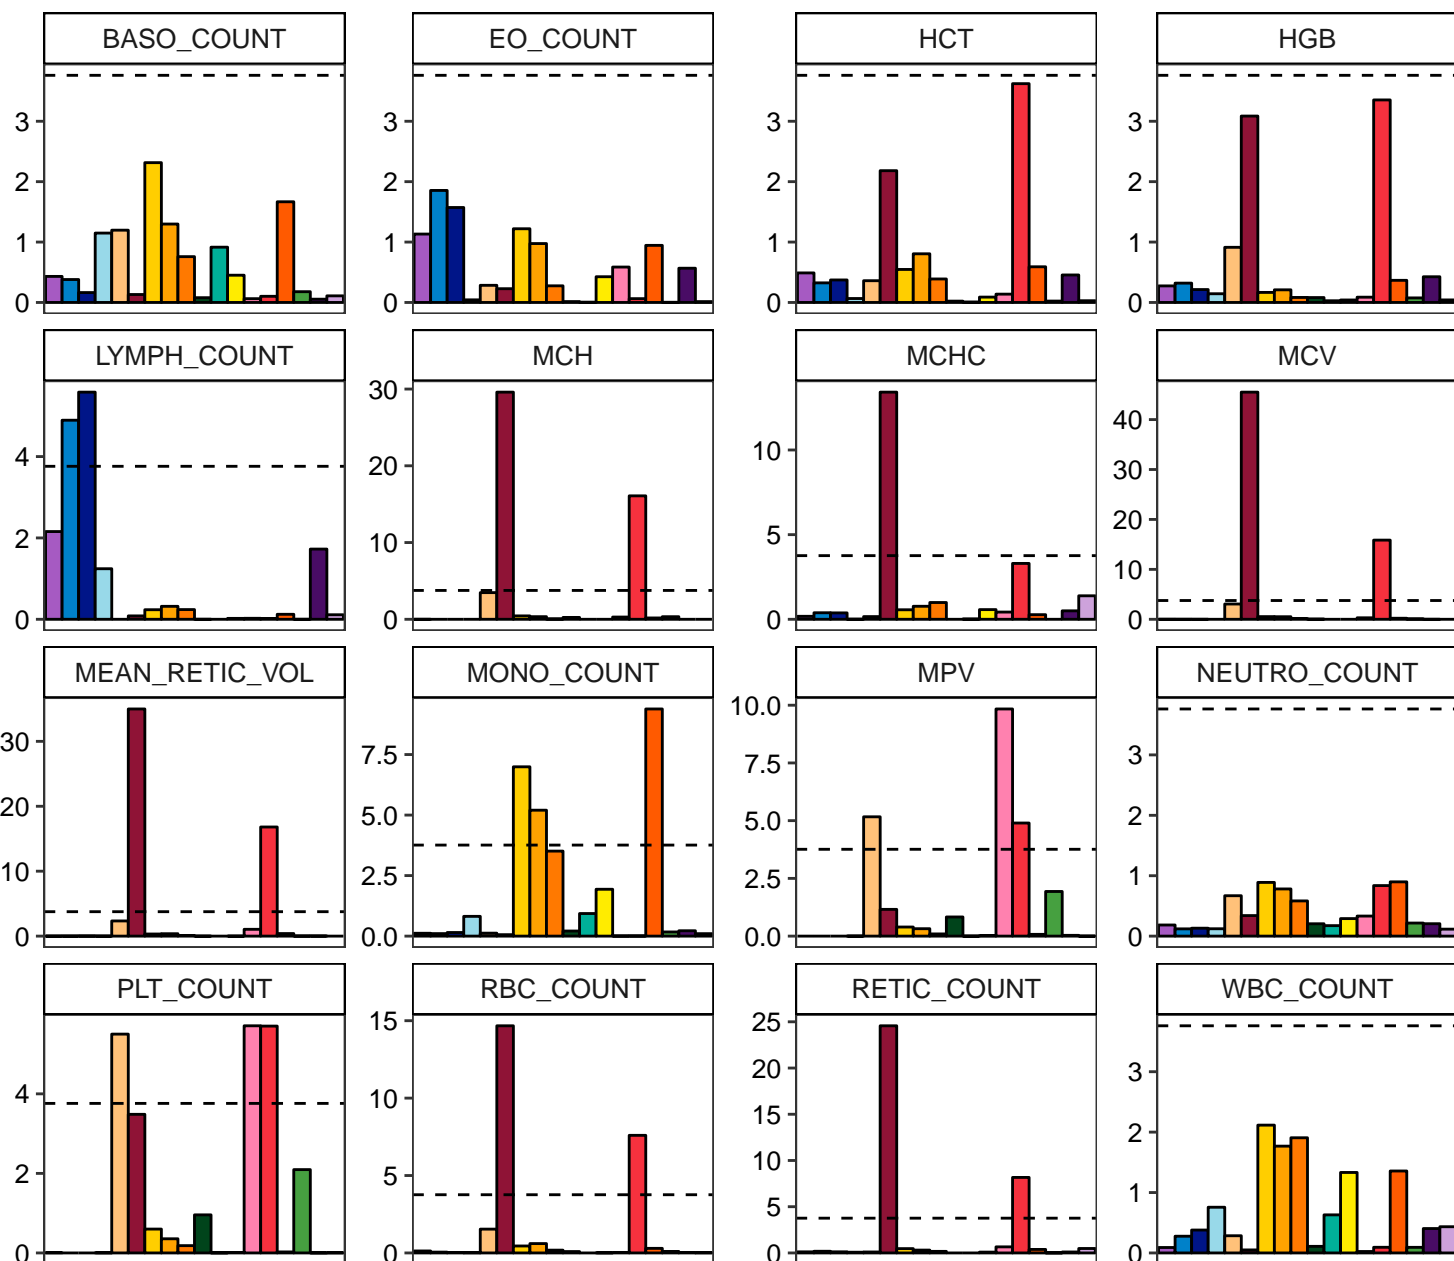 BASO_COUNT EO_COUNT HCT HGB
3 3 3 3
2 2 2 2
1 1 1 1
0 0 0 0
LYMPH_COUNT MCH MCHC MCV
4 30 10 40
2 20 5 30
0 10 0 20
0 10
0
MEAN_RETIC_VOL MONO_COUNT MPV NEUTRO_COUNT
30 7.5 10.0 3
20 5.0 7.5 2
10 2.5 5.0 1
0 0.0 2.5 0
0.0
PLT_COUNT RBC_COUNT RETIC_COUNT WBC_COUNT
4 15 25 3
2 10 20 2
0 5 15 1
0 10 0
5
0